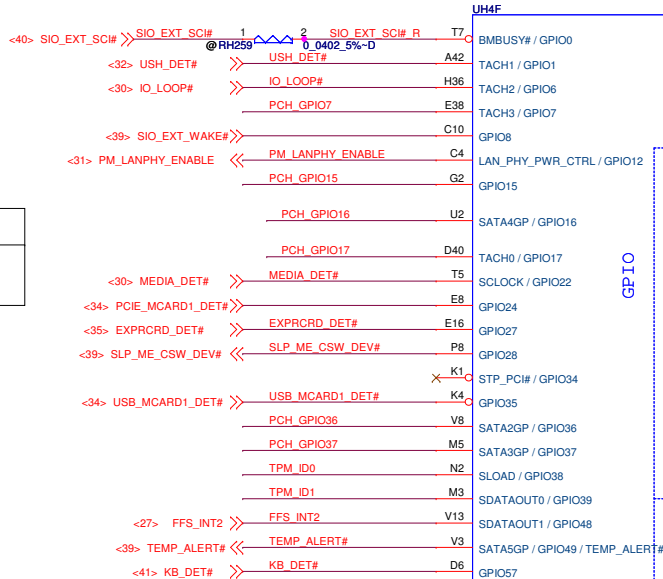 UH4F
<40> SIO_EXT_SCI# SIO_EXT_SCI# 1 2 SIO_EXT_SCI#_R T7 BMBUSY# / GPIO0
@RH259 0_0402_5%~D
<32> USH_DET# USH_DET# A42 TACH1 / GPIO1
<30> IO_LOOP# IO_LOOP# H36 TACH2 / GPIO6
PCH_GPIO7 E38 TACH3 / GPIO7
<39> SIO_EXT_WAKE# C10 GPIO8
<31> PM_LANPHY_ENABLE PM_LANPHY_ENABLE C4 LAN_PHY_PWR_CTRL / GPIO12
PCH_GPIO15 G2 GPIO15
PCH_GPIO16 U2 SATA4GP / GPIO16
PCH_GPIO17 D40 TACH0 / GPIO17
GPIO
<30> MEDIA_DET# MEDIA_DET# T5 SCLOCK / GPIO22
<34> PCIE_MCARD1_DET# E8 GPIO24
<35> EXPRCRD_DET# EXPRCRD_DET# E16 GPIO27
<39> SLP_ME_CSW_DEV# SLP_ME_CSW_DEV# P8 GPIO28
K1 STP_PCI# / GPIO34
<34> USB_MCARD1_DET# USB_MCARD1_DET# K4 GPIO35
PCH_GPIO36 V8 SATA2GP / GPIO36
PCH_GPIO37 M5 SATA3GP / GPIO37
TPM_ID0 N2 SLOAD / GPIO38
TPM_ID1 M3 SDATAOUT0 / GPIO39
<27> FFS_INT2 FFS_INT2 V13 SDATAOUT1 / GPIO48
<39> TEMP_ALERT# TEMP_ALERT# V3 SATA5GP / GPIO49 / TEMP_ALERT#
<41> KB_DET# KB_DET# D6 GPIO57